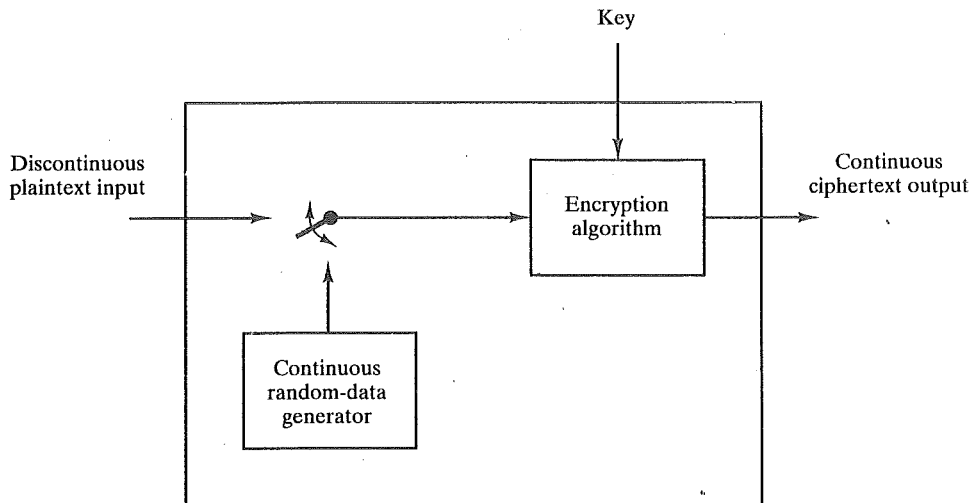 Key
Discontinuous
plaintext input
Continuous
ciphertext output
Encryption
algorithm
Continuous
random-data
generator